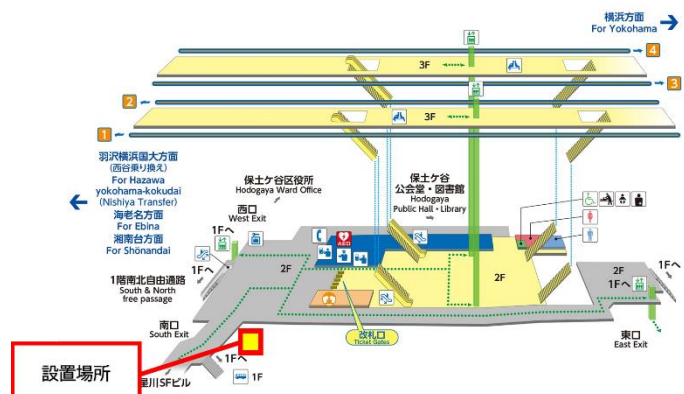 横浜方面
For Yokohama
4
3F
3
2
3F
1
羽沢横浜国大方面
(西谷乗り換え)
For Hazawa
yokohama-kokudai
(Nishiya Transfer)
海老名方面
For Ebina
湘南台方面
For Shōnandai
保土ケ谷区役所
Hodogaya Ward Office
保土ケ谷
公会堂・図書館
Hodogaya
Public Hall・Library
西口
West Exit
1Fへ
AED
2F
2F
2F
1Fへ
1Fへ
1Fへ
1階南北自由通路
South & North
free passage
南口
South Exit
改札口
Ticket Gates
東口
East Exit
1Fへ
1F
設置場所
星川SFビル